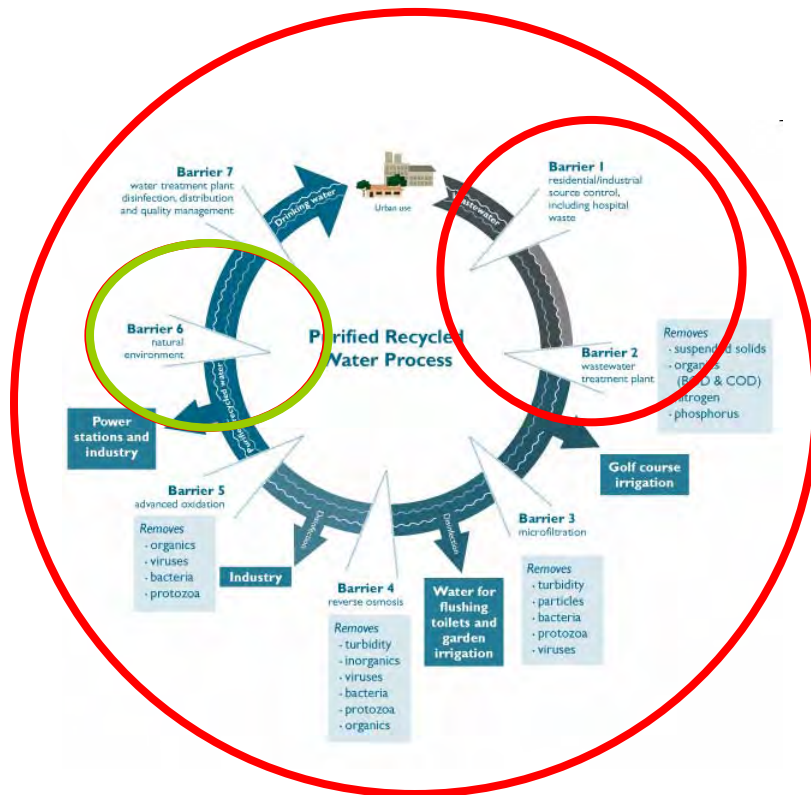 Barrier 7
water treatment plant
disinfection, distribution
and quality management
Drinking water
Urban use
Wastewater
Barrier 1
residential/industrial
source control,
including hospital
waste
Purified Recycled
Water Process
Barrier 6
natural
environment
Barrier 2
wastewater
treatment plant
Removes
· suspended solids
· organics
(BOD & COD)
· nitrogen
· phosphorus
Purified recycled water
Power
stations and
industry
Golf course
irrigation
Barrier 5
advanced oxidation
Removes
· organics
· viruses
· bacteria
· protozoa
Disinfection
Industry
Barrier 4
reverse osmosis
Removes
· turbidity
· inorganics
· viruses
· bacteria
· protozoa
· organics
Disinfection
Water for
flushing
toilets and
garden
irrigation
Barrier 3
microfiltration
Removes
· turbidity
· particles
· bacteria
· protozoa
· viruses